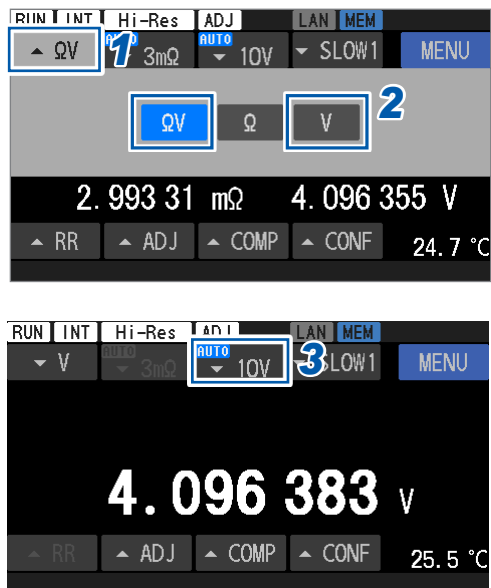 RUN INT Hi-Res ADJ LAN MEM
ΩV 1 AUTO 3mΩ AUTO 10V SLOW1 MENU
ΩV Ω V 2
2.993 31 mΩ 4.096 355 V
RR ADJ COMP CONF 24.7 °C
RUN INT Hi-Res ADJ LAN MEM
V AUTO 3mΩ AUTO 10V 3 SLOW1 MENU
4.096 383 V
RR ADJ COMP CONF 25.5 °C